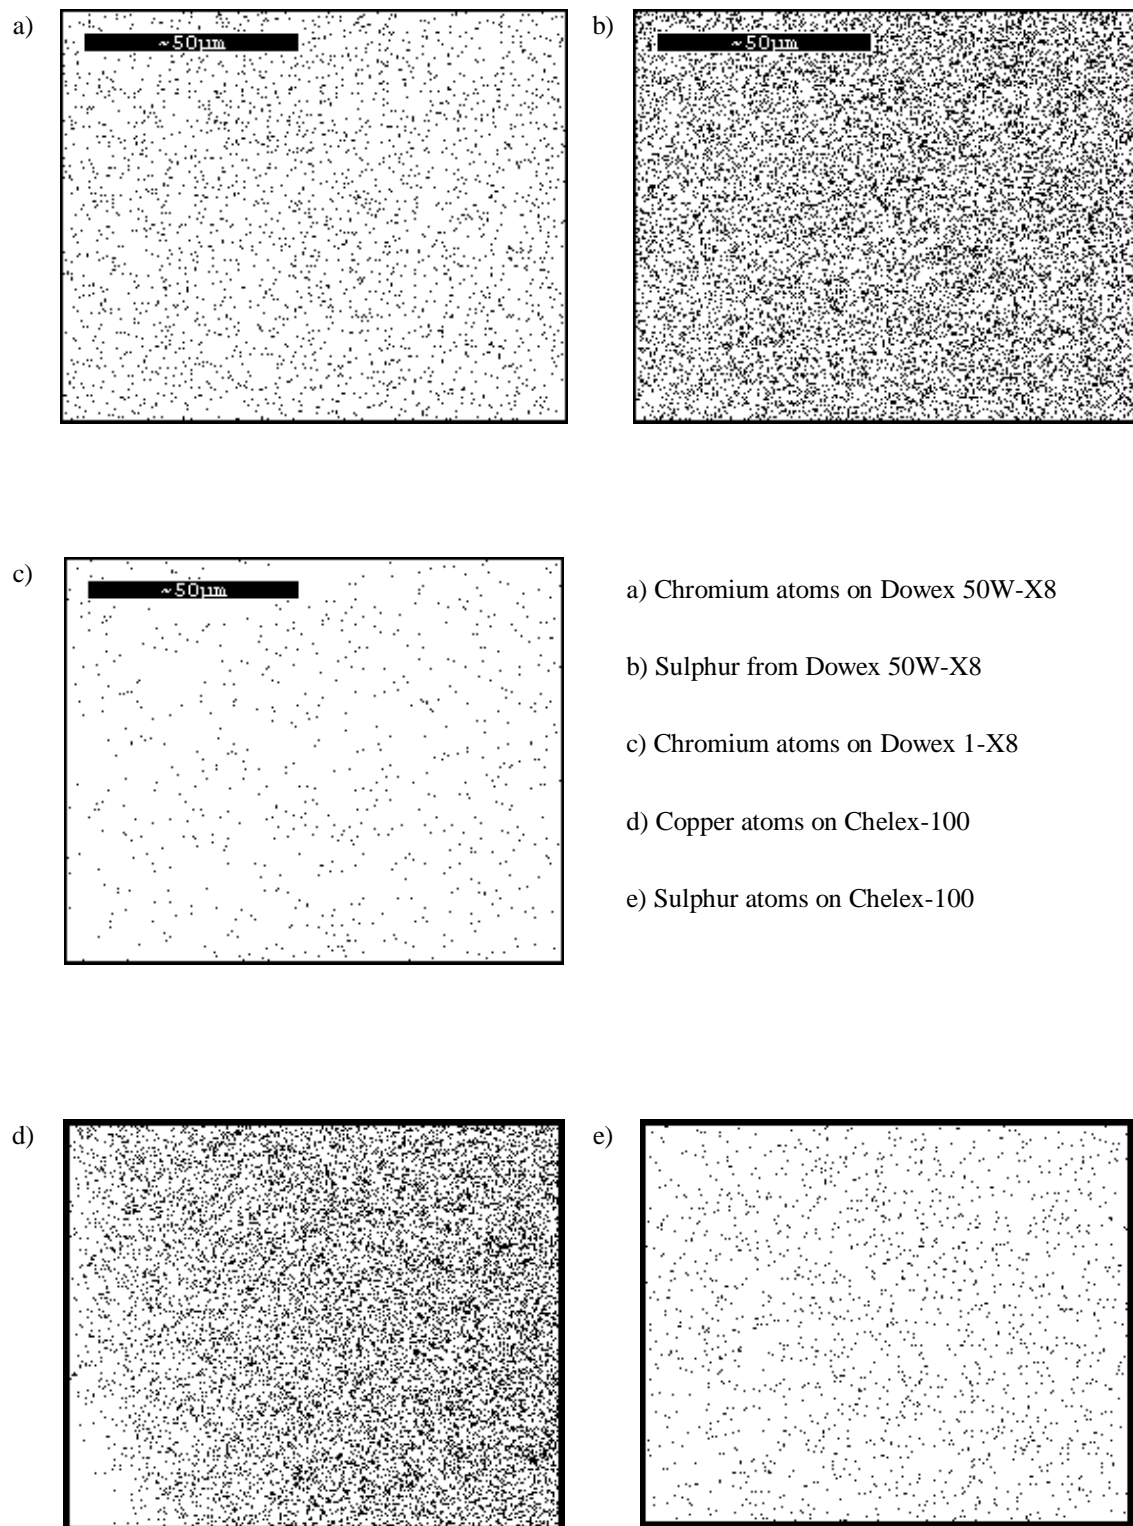 a)
~50µm
b)
~50µm
c)
~50µm
a) Chromium atoms on Dowex 50W-X8
b) Sulphur from Dowex 50W-X8
c) Chromium atoms on Dowex 1-X8
d) Copper atoms on Chelex-100
e) Sulphur atoms on Chelex-100
d)
e)